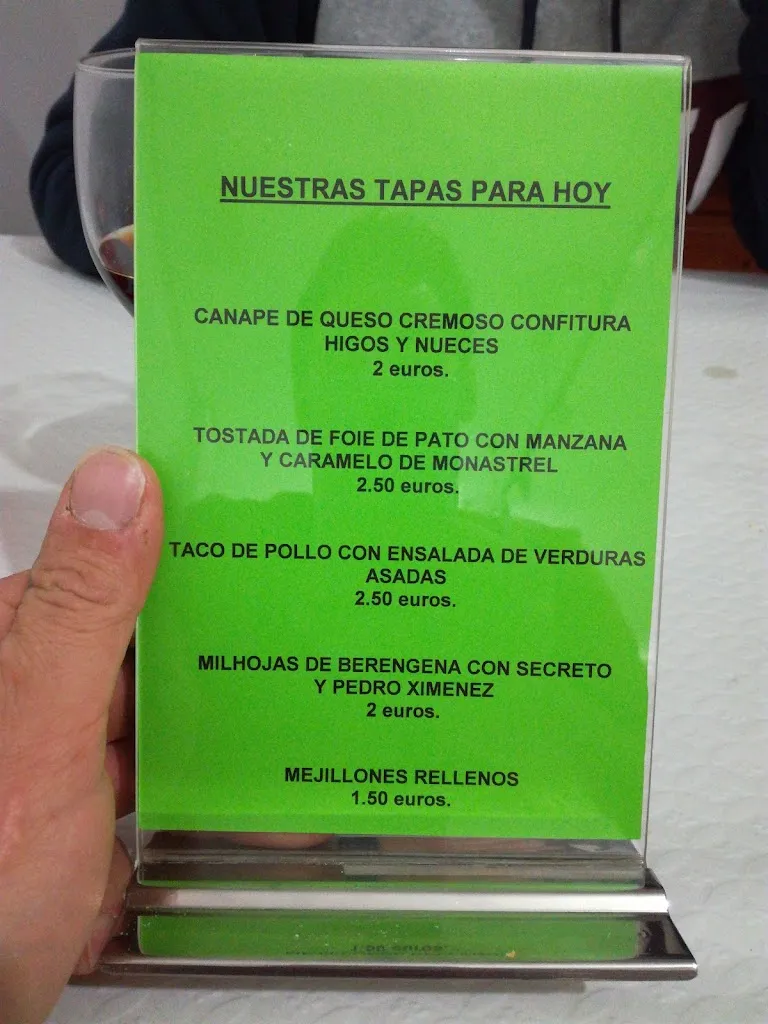 NUESTRAS TAPAS PARA HOY
CANAPE DE QUESO CREMOSO CONFITURA
HIGOS Y NUECES
2 euros.
TOSTADA DE FOIE DE PATO CON MANZANA
Y CARAMELO DE MONASTREL
2.50 euros.
TACO DE POLLO CON ENSALADA DE VERDURAS
ASADAS
2.50 euros.
MILHOJAS DE BERENGENA CON SECRETO
Y PEDRO XIMENEZ
2 euros.
MEJILLONES RELLENOS
1.50 euros.